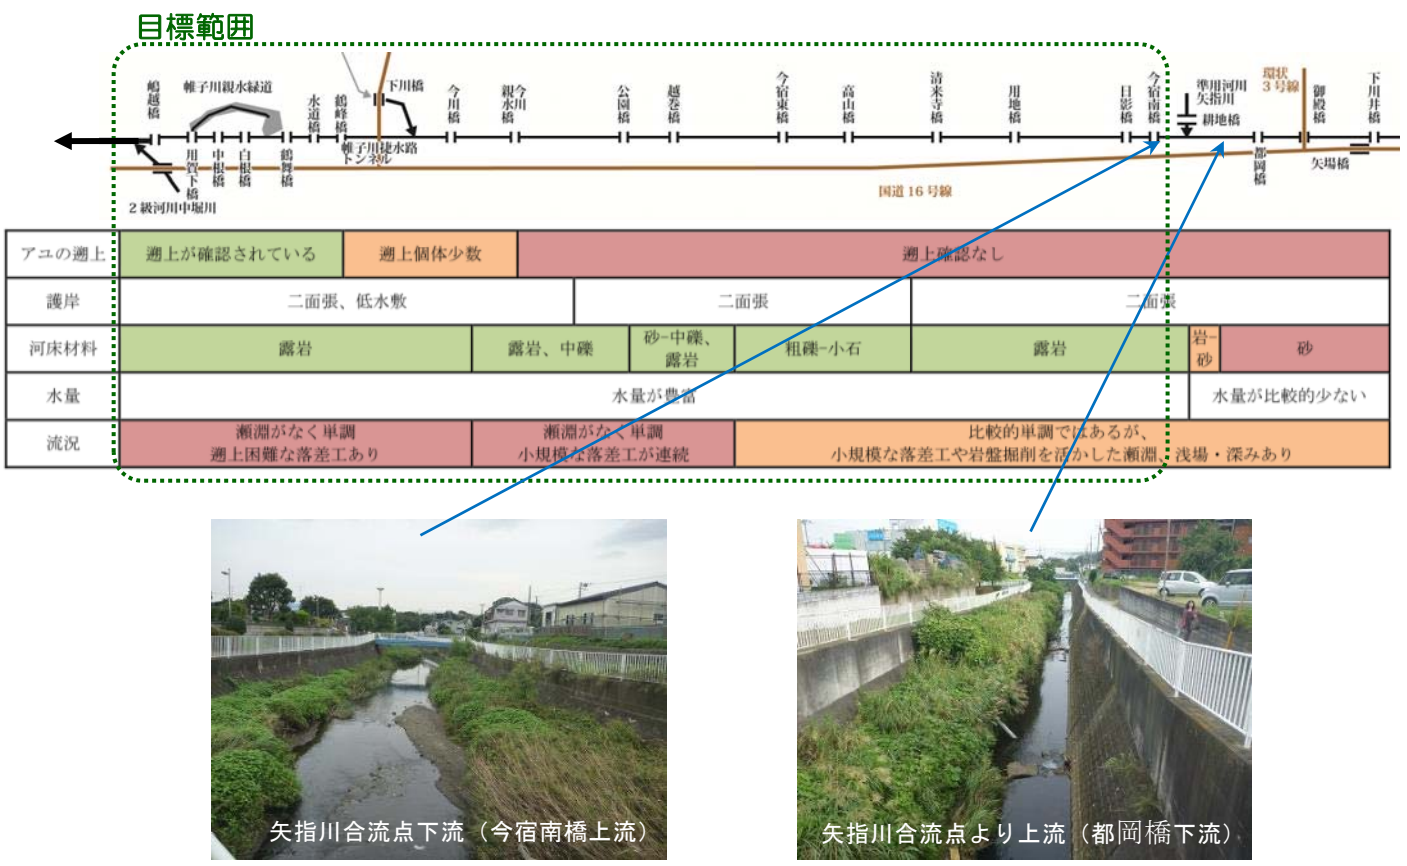 目標範囲
嶋越橋
帷子川親水緑道
水道橋
鶴峰橋
下川橋
今川橋
今川
親水橋
公園橋
越巻橋
今宿東橋
高山橋
清来寺橋
用地橋
日影橋
今宿南橋
準用河川
矢指川
耕地橋
環状
3号線
御殿橋
下川井橋
用賀下橋
中根橋
白根橋
鶴舞橋
帷子川捷水路
トンネル
都岡橋
矢場橋
国道16号線
2級河川中堀川
アユの遡上
遡上が確認されている
遡上個体少数
遡上確認なし
護岸
二面張、低水敷
二面張
二面張
河床材料
露岩
露岩、中礫
砂-中礫、
露岩
粗礫-小石
露岩
岩-
砂
砂
水量
水量が豊富
水量が比較的少ない
流況
瀬淵がなく単調
遡上困難な落差工あり
瀬淵がなく単調
小規模な落差工が連続
比較的単調ではあるが、
小規模な落差工や岩盤掘削を活かした瀬淵、浅場・深みあり
矢指川合流点下流（今宿南橋上流）
矢指川合流点より上流（都岡橋下流）